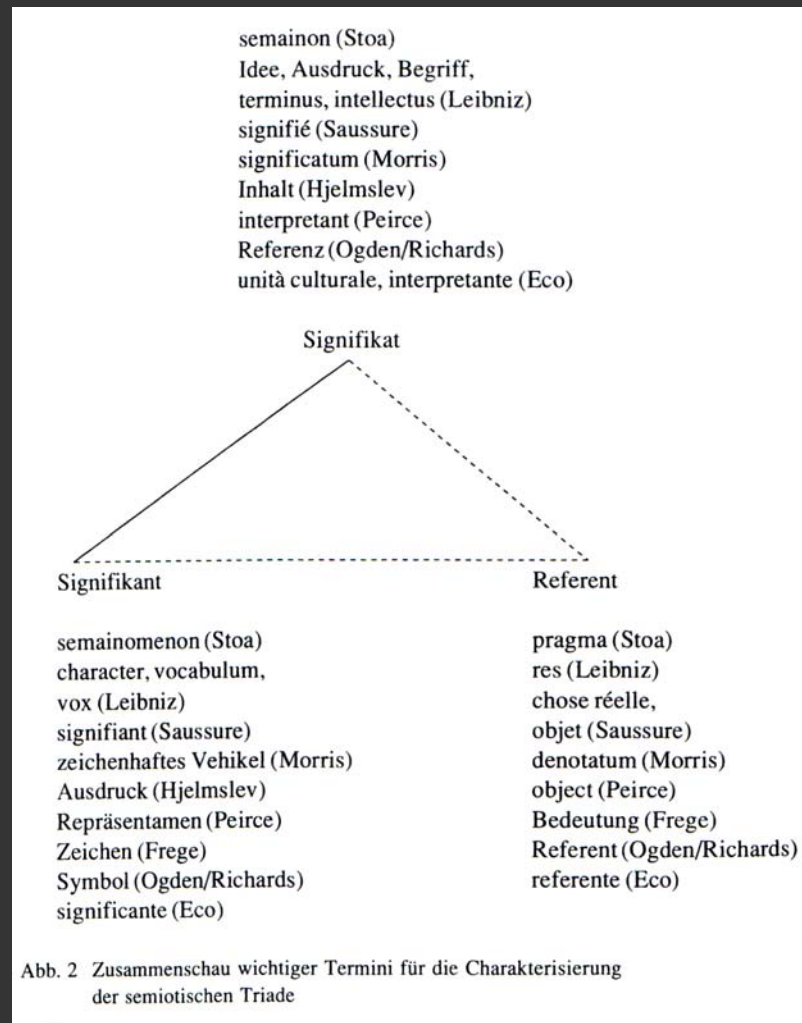 semainon (Stoa)
Idee, Ausdruck, Begriff,
terminus, intellectus (Leibniz)
signifié (Saussure)
significatum (Morris)
Inhalt (Hjelmslev)
interpretant (Peirce)
Referenz (Ogden/Richards)
unità culturale, interpretante (Eco)
Signifikat
Signifikant
semainomenon (Stoa)
character, vocabulum,
vox (Leibniz)
signifiant (Saussure)
zeichenhaftes Vehikel (Morris)
Ausdruck (Hjelmslev)
Repräsentamen (Peirce)
Zeichen (Frege)
Symbol (Ogden/Richards)
significante (Eco)
Referent
pragma (Stoa)
res (Leibniz)
chose réelle,
objet (Saussure)
denotatum (Morris)
object (Peirce)
Bedeutung (Frege)
Referent (Ogden/Richards)
referente (Eco)
Abb. 2 Zusammenschau wichtiger Termini für die Charakterisierung
der semiotischen Triade